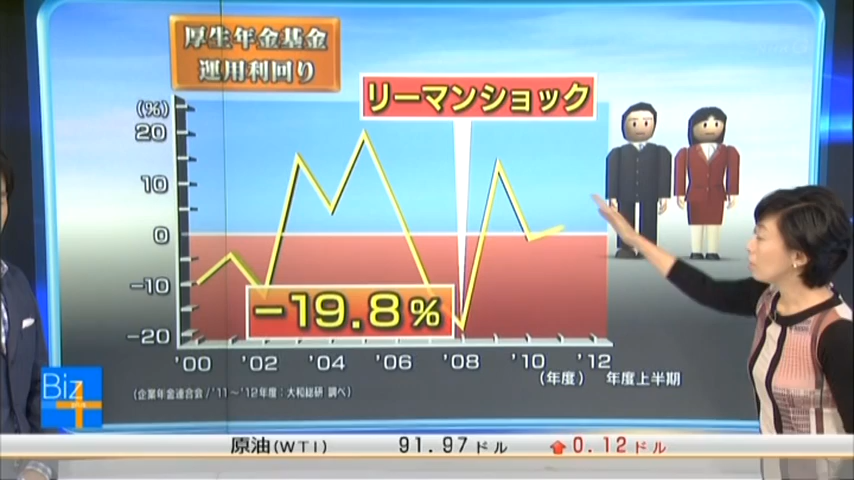 厚生年金基金
運用利回り
リーマンショック
(%)
20
10
0
-10
-20
-19.8%
'00 '02 '04 '06 '08 '10 '12
(年度) 年度上半期
(企業年金連合会/'11~'12年度:大和総研 調べ)
Biz
plus
原油(WTI) 91.97ドル 0.12ドル